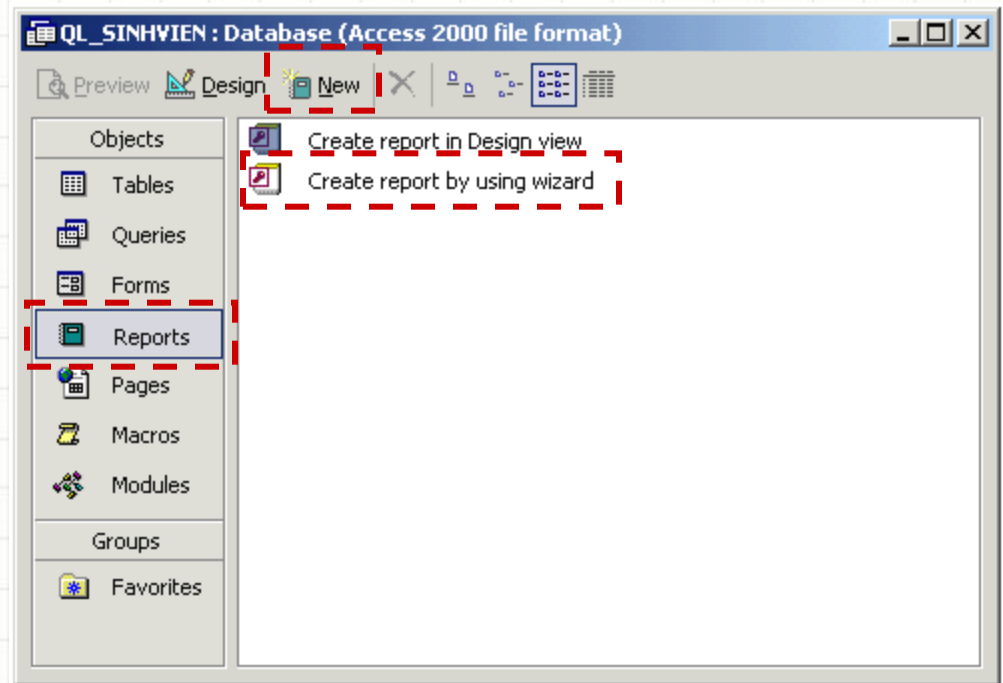 QL_SINHVIEN : Database (Access 2000 file format)
Preview Design New
Objects
Tables
Queries
Forms
Reports
Pages
Macros
Modules
Groups
Favorites
Create report in Design view
Create report by using wizard